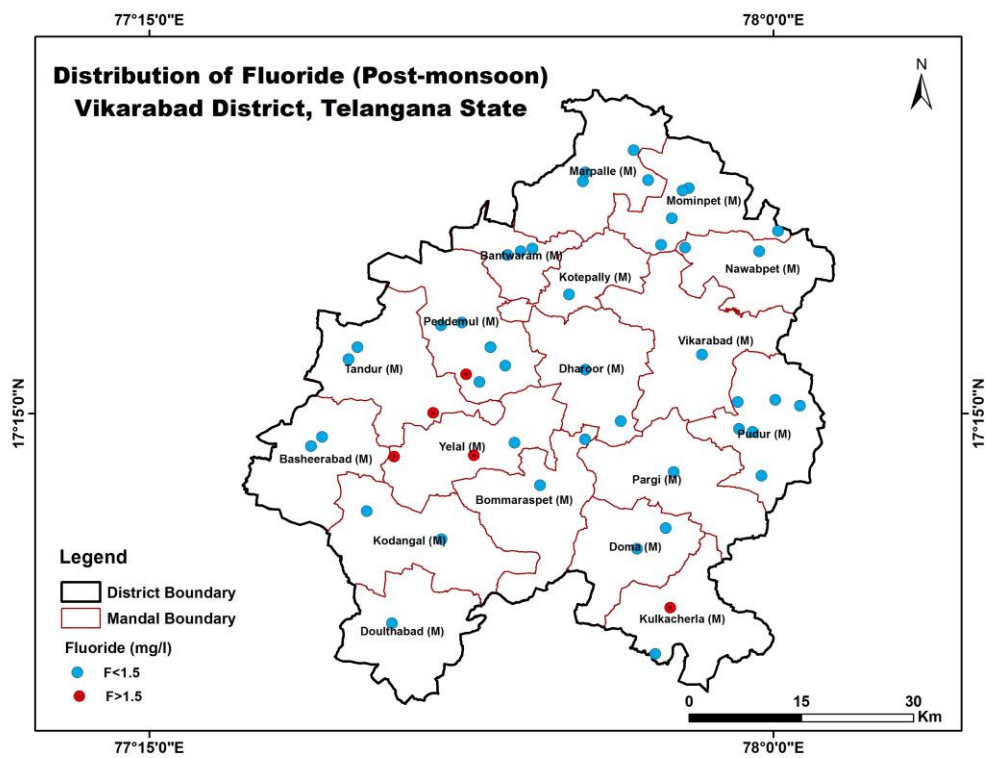 77°15'0"E 78°0'0"E
Distribution of Fluoride (Post-monsoon)
Vikarabad District, Telangana State
N
Marpalle (M)
Mominpet (M)
Bantwaram (M)
Kotepally (M)
Nawabpet (M)
Peddemul (M)
Vikarabad (M)
Tandur (M)
Dharoor (M)
17°15'0"N
17°15'0"N
Pudur (M)
Yelal (M)
Basheerabad (M)
Pargi (M)
Bommaraspet (M)
Kodangal (M)
Doma (M)
Kulkacherla (M)
Doulthabad (M)
Legend
District Boundary
Mandal Boundary
Fluoride (mg/l)
F<1.5
F>1.5
0 15 30
Km
77°15'0"E 78°0'0"E